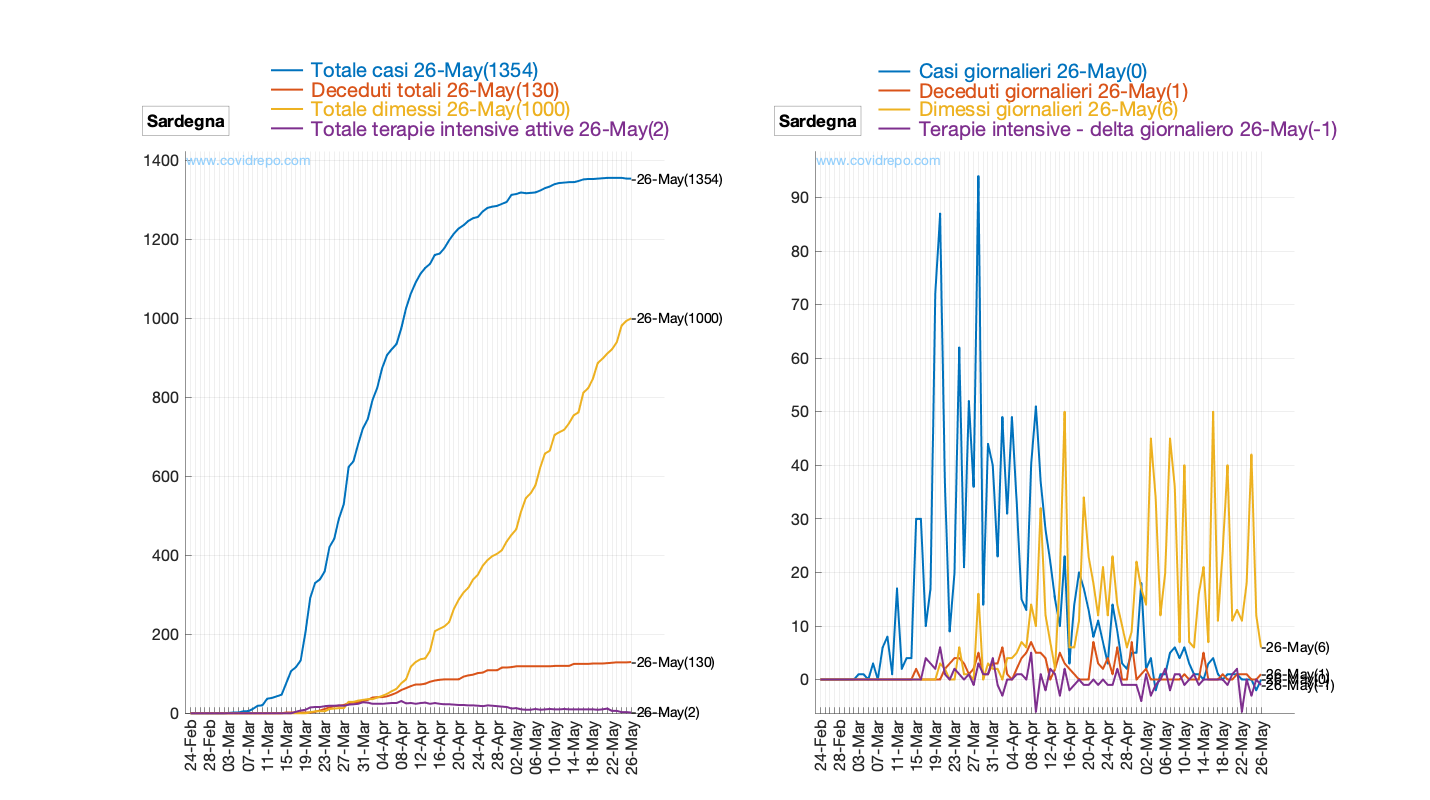 Totale casi 26-May(1354)
Deceduti totali 26-May(130)
Totale dimessi 26-May(1000)
Totale terapie intensive attive 26-May(2)
Sardegna
www.covidrepo.com
1400
1200
1000
800
600
400
200
0
26-May(1354)
26-May(1000)
26-May(130)
26-May(2)
24-Feb
28-Feb
03-Mar
07-Mar
11-Mar
15-Mar
19-Mar
23-Mar
27-Mar
31-Mar
04-Apr
08-Apr
12-Apr
16-Apr
20-Apr
24-Apr
28-Apr
02-May
06-May
10-May
14-May
18-May
22-May
26-May
Casi giornalieri 26-May(0)
Deceduti giornalieri 26-May(1)
Dimessi giornalieri 26-May(6)
Terapie intensive - delta giornaliero 26-May(-1)
Sardegna
www.covidrepo.com
90
80
70
60
50
40
30
20
10
0
26-May(6)
26-May(1)
26-May(0)
26-May(-1)
24-Feb
28-Feb
03-Mar
07-Mar
11-Mar
15-Mar
19-Mar
23-Mar
27-Mar
31-Mar
04-Apr
08-Apr
12-Apr
16-Apr
20-Apr
24-Apr
28-Apr
02-May
06-May
10-May
14-May
18-May
22-May
26-May